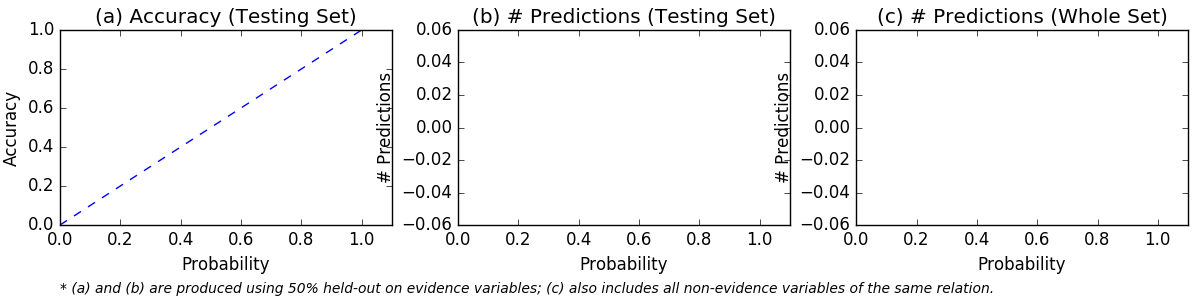 (a) Accuracy (Testing Set)
Accuracy
1.0
0.8
0.6
0.4
0.2
0.0
0.0 0.2 0.4 0.6 0.8 1.0
Probability
(b) # Predictions (Testing Set)
# Predictions
0.06
0.04
0.02
0.00
−0.02
−0.04
−0.06
0.0 0.2 0.4 0.6 0.8 1.0
Probability
(c) # Predictions (Whole Set)
# Predictions
0.06
0.04
0.02
0.00
−0.02
−0.04
−0.06
0.0 0.2 0.4 0.6 0.8 1.0
Probability
* (a) and (b) are produced using 50% held-out on evidence variables; (c) also includes all non-evidence variables of the same relation.